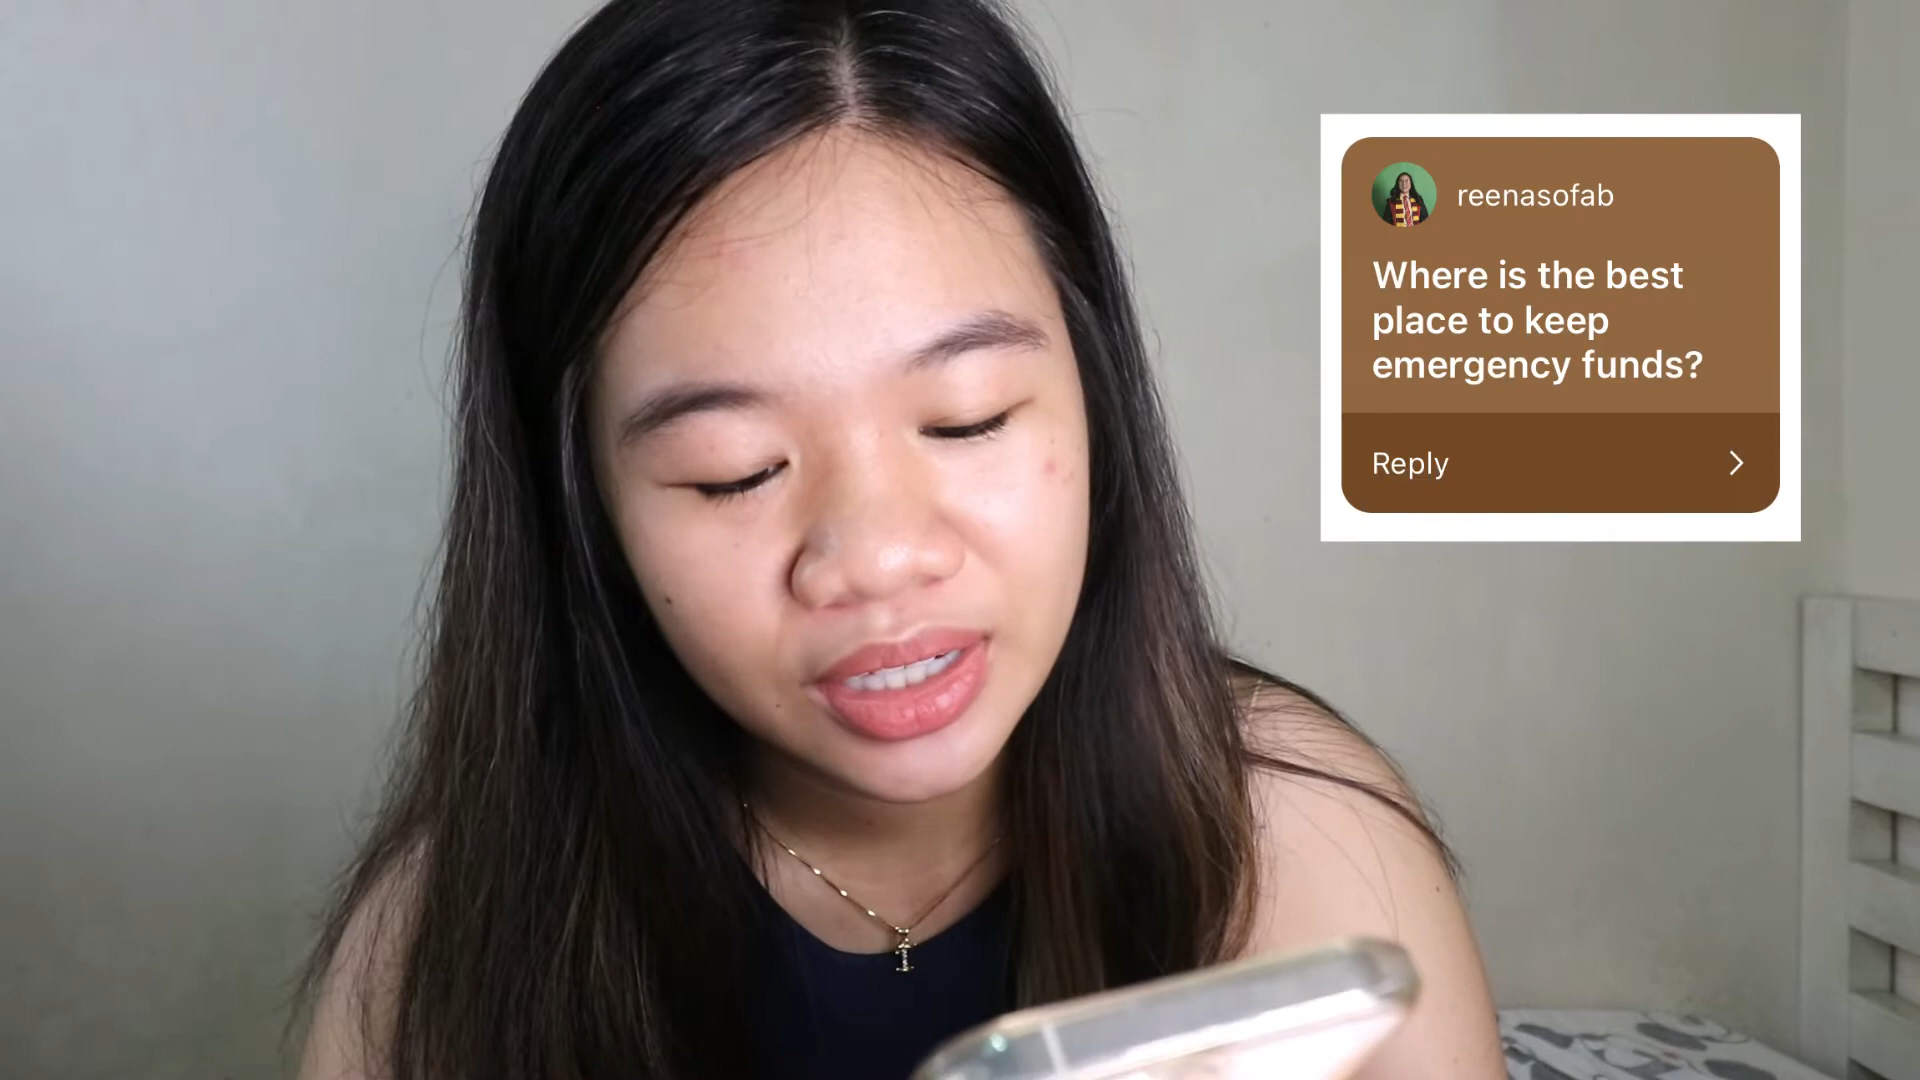 reenasofab
Where is the best
place to keep
emergency funds?
Reply